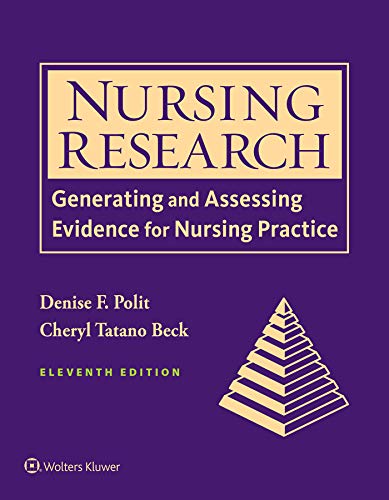 NURSING
RESEARCH
Generating and Assessing
Evidence for Nursing Practice
Denise F. Polit
Cheryl Tatano Beck
ELEVENTH EDITION
Wolters Kluwer